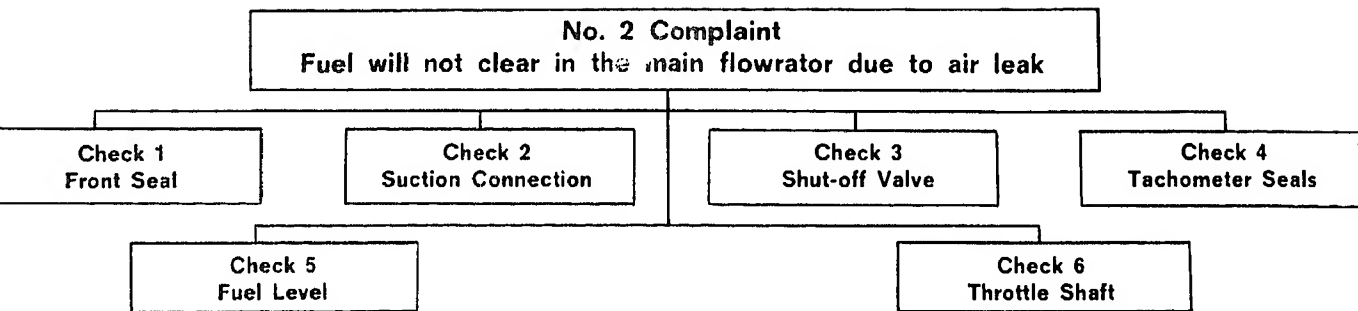 No. 2 Complaint
Fuel will not clear in the main flowrator due to air leak
Check 1
Front Seal
Check 2
Suction Connection
Check 3
Shut-off Valve
Check 4
Tachometer Seals
Check 5
Fuel Level
Check 6
Throttle Shaft